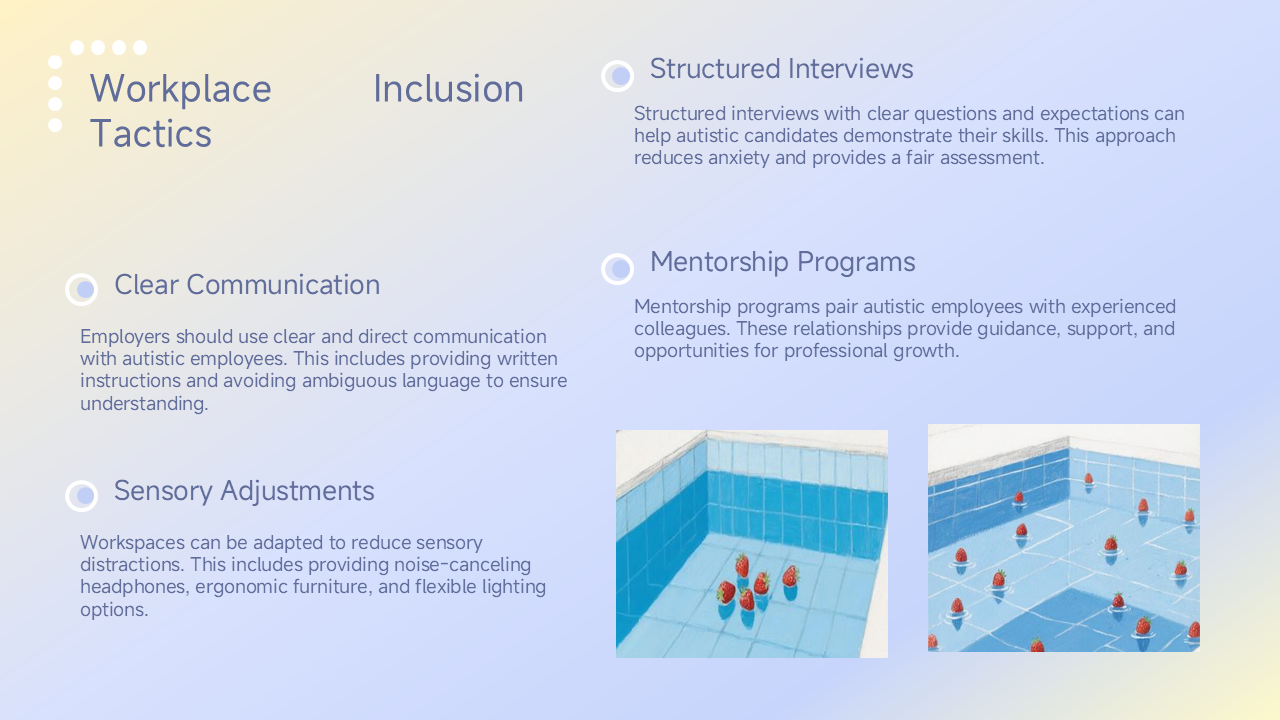 Workplace Inclusion
Tactics
Clear Communication
Employers should use clear and direct communication
with autistic employees. This includes providing written
instructions and avoiding ambiguous language to ensure
understanding.
Sensory Adjustments
Workspaces can be adapted to reduce sensory
distractions. This includes providing noise-canceling
headphones, ergonomic furniture, and flexible lighting
options.
Structured Interviews
Structured interviews with clear questions and expectations can
help autistic candidates demonstrate their skills. This approach
reduces anxiety and provides a fair assessment.
Mentorship Programs
Mentorship programs pair autistic employees with experienced
colleagues. These relationships provide guidance, support, and
opportunities for professional growth.